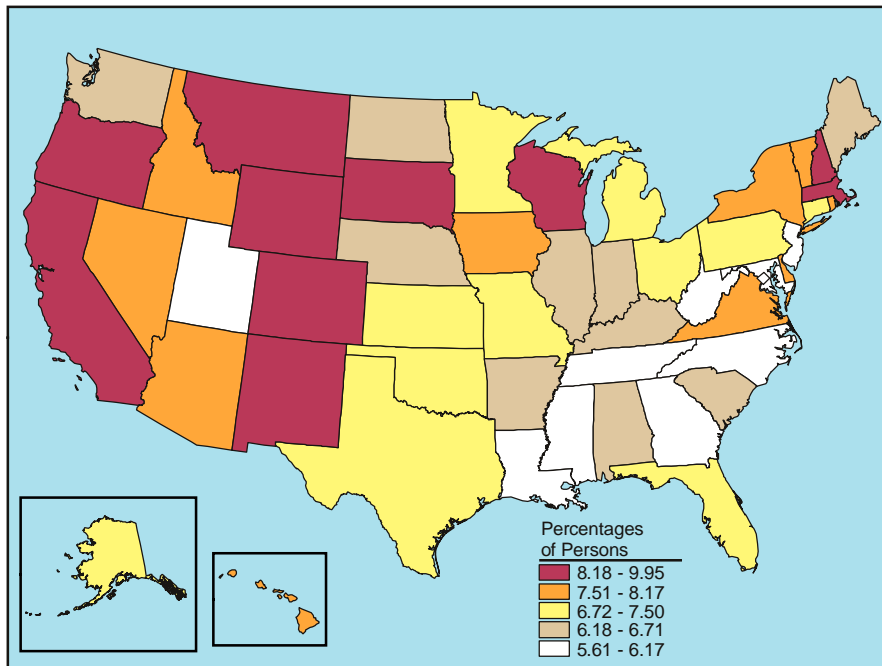 Percentages
of Persons
8.18 - 9.95
7.51 - 8.17
6.72 - 7.50
6.18 - 6.71
5.61 - 6.17